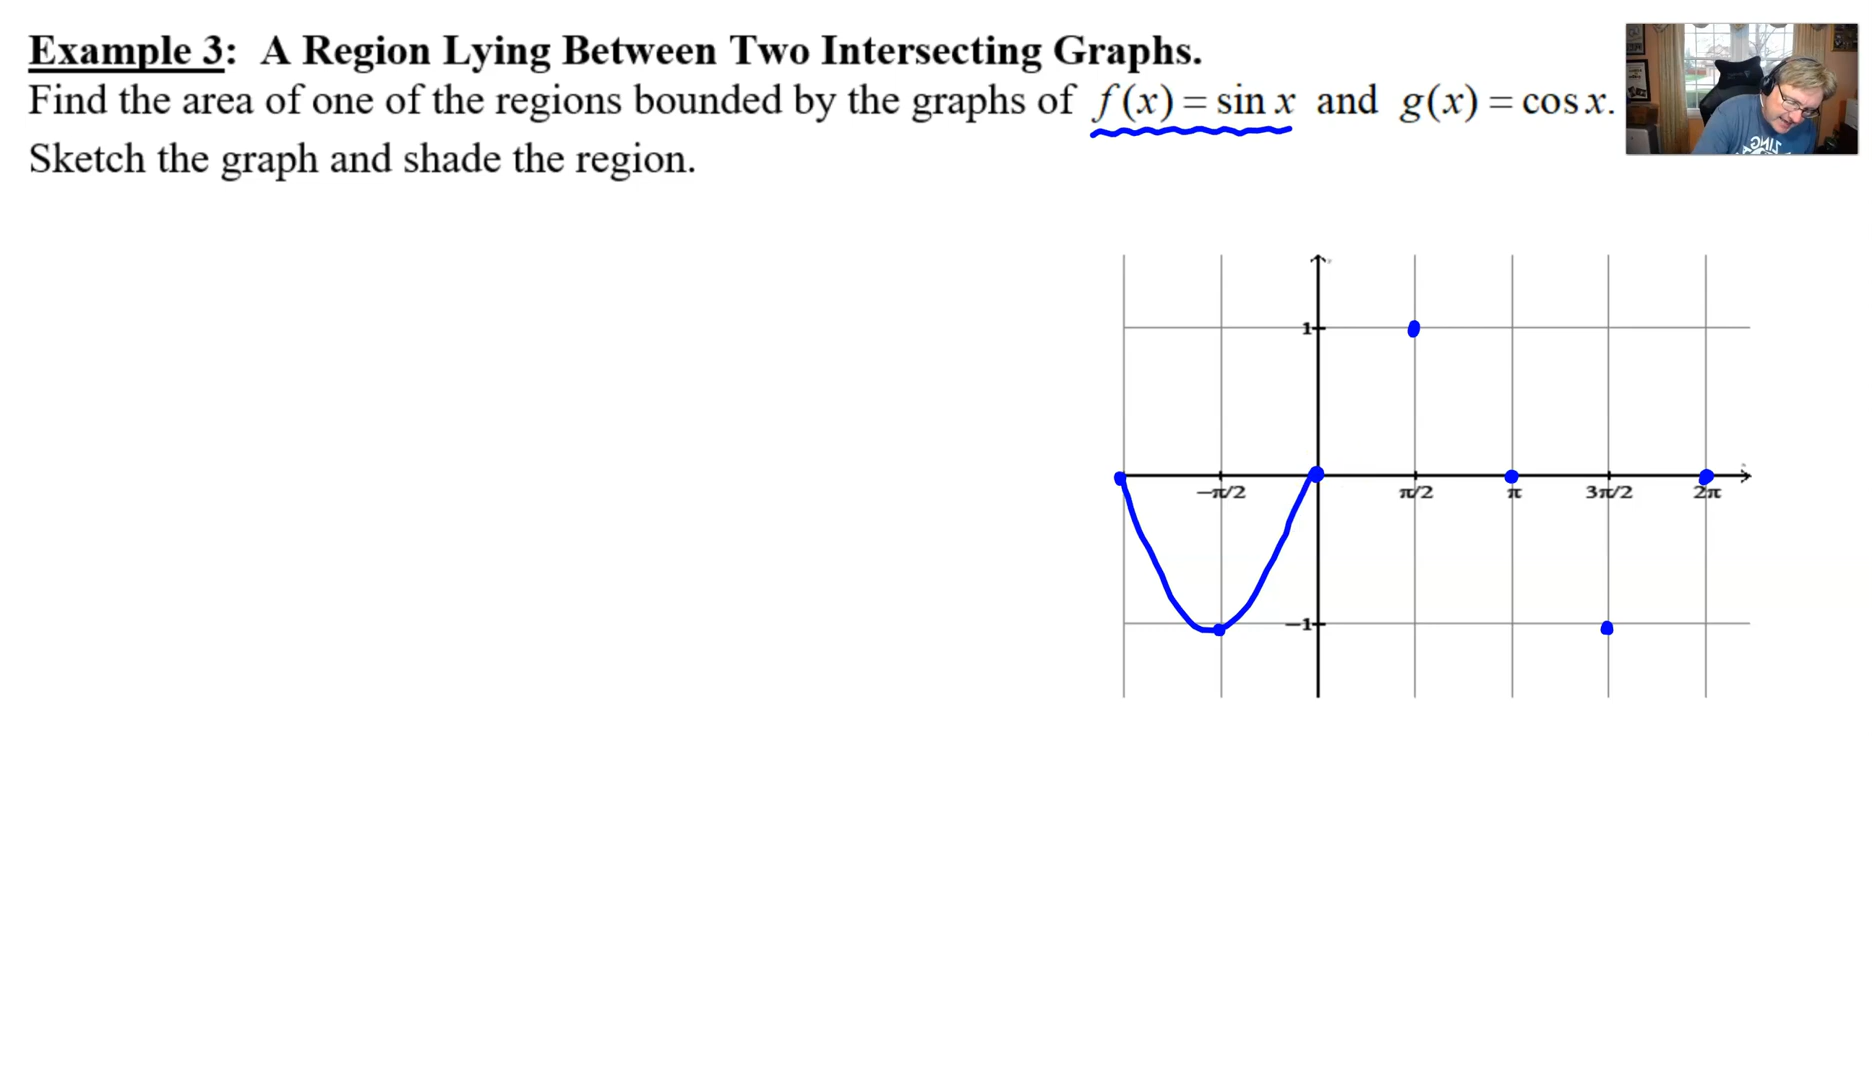 Example 3: A Region Lying Between Two Intersecting Graphs.
Find the area of one of the regions bounded by the graphs of f(x) = sin x and g(x) = cos x.
Sketch the graph and shade the region.
1
−π/2 π/2 π 3π/2 2π
−1